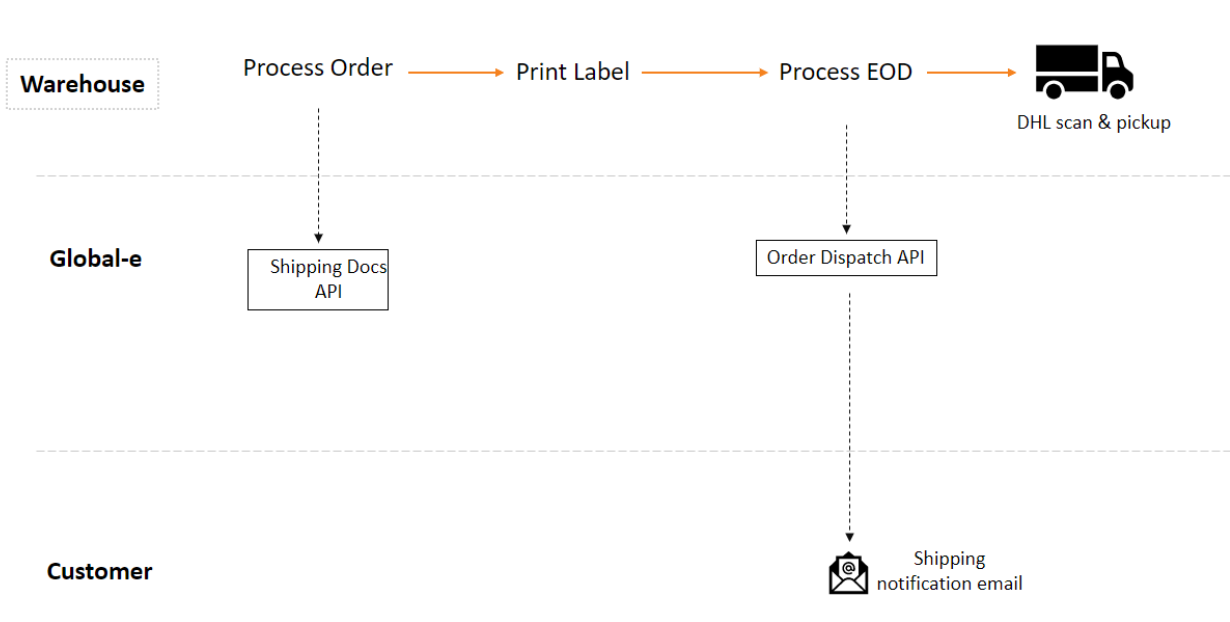 Warehouse
Process Order
Print Label
Process EOD
DHL scan & pickup
Global-e
Shipping Docs
API
Order Dispatch API
Customer
@
Shipping
notification email